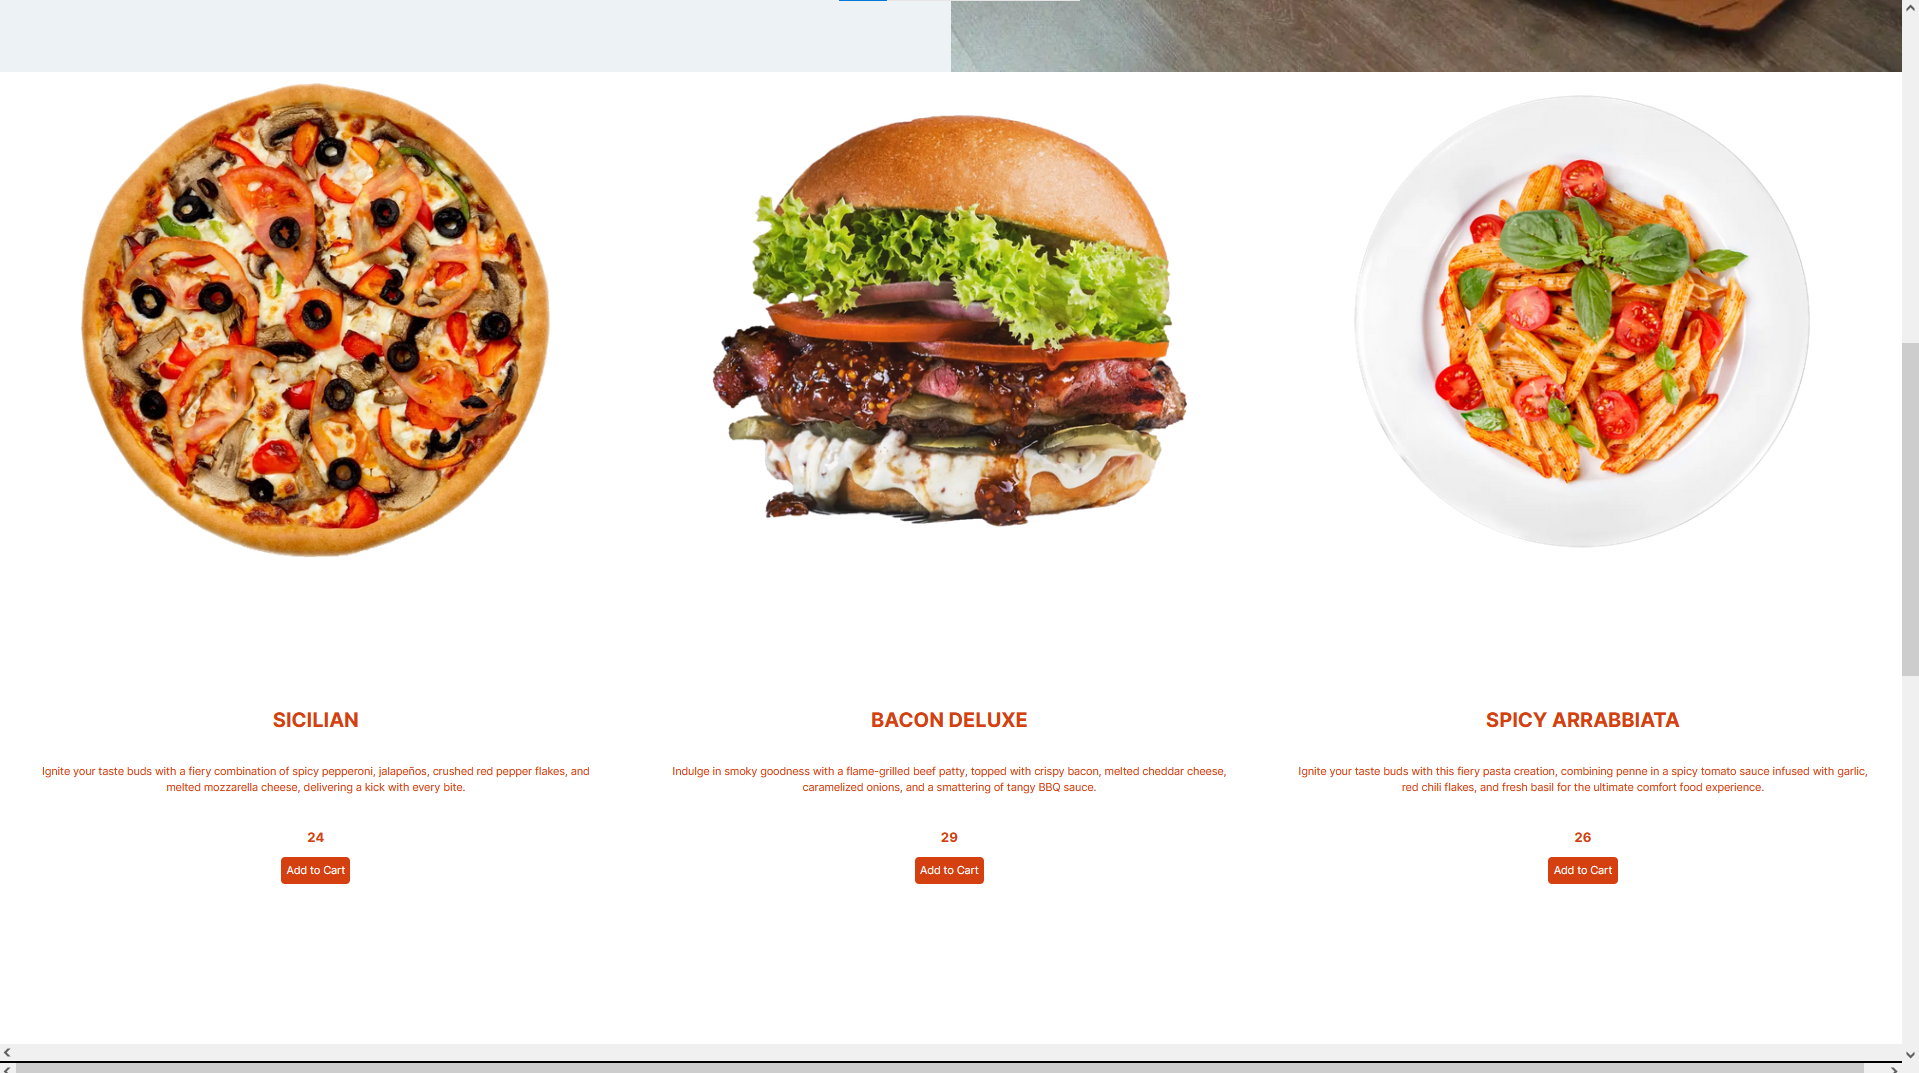 SICILIAN
Ignite your taste buds with a fiery combination of spicy pepperoni, jalapeños, crushed red pepper flakes, and
melted mozzarella cheese, delivering a kick with every bite.
24
Add to Cart
BACON DELUXE
Indulge in smoky goodness with a flame-grilled beef patty, topped with crispy bacon, melted cheddar cheese,
caramelized onions, and a smattering of tangy BBQ sauce.
29
Add to Cart
SPICY ARRABBIATA
Ignite your taste buds with this fiery pasta creation, combining penne in a spicy tomato sauce infused with garlic,
red chili flakes, and fresh basil for the ultimate comfort food experience.
26
Add to Cart